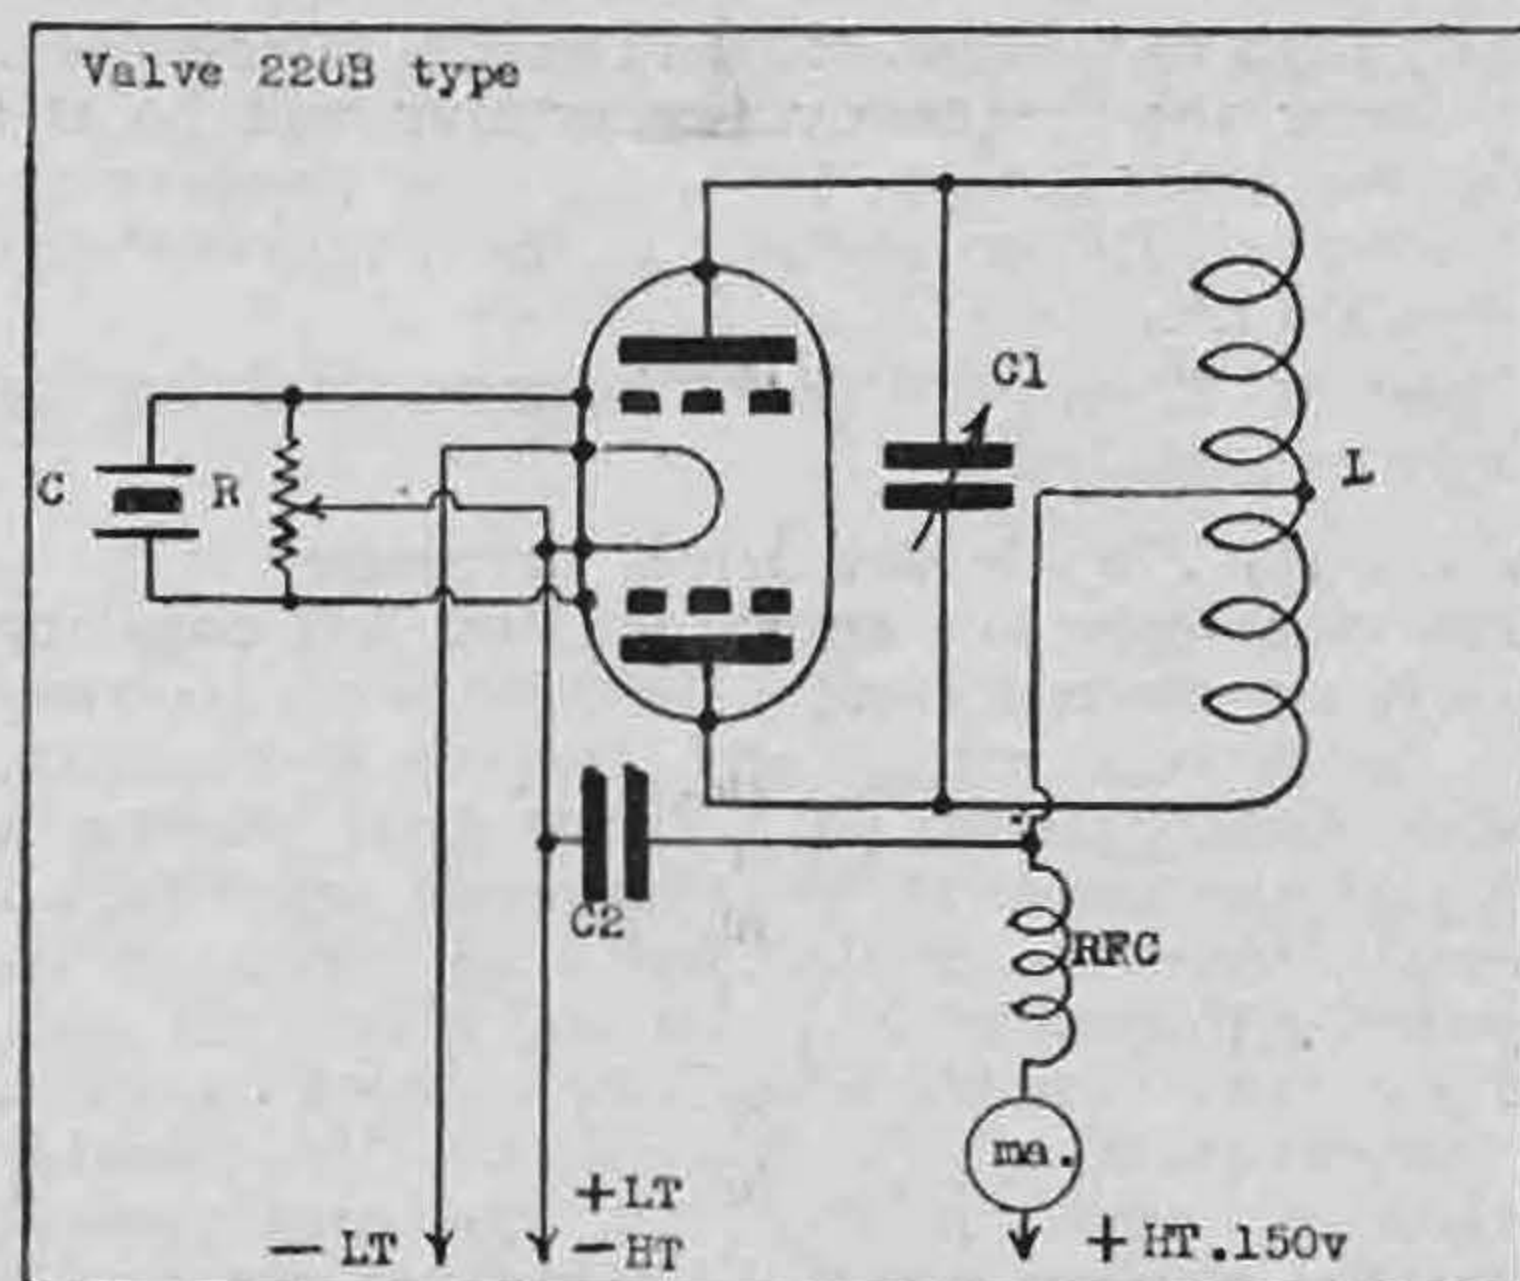 Valve 220B type
C1
C
R
L
C2
RFC
ma.
+LT
— LT
—HT
+ HT.150v